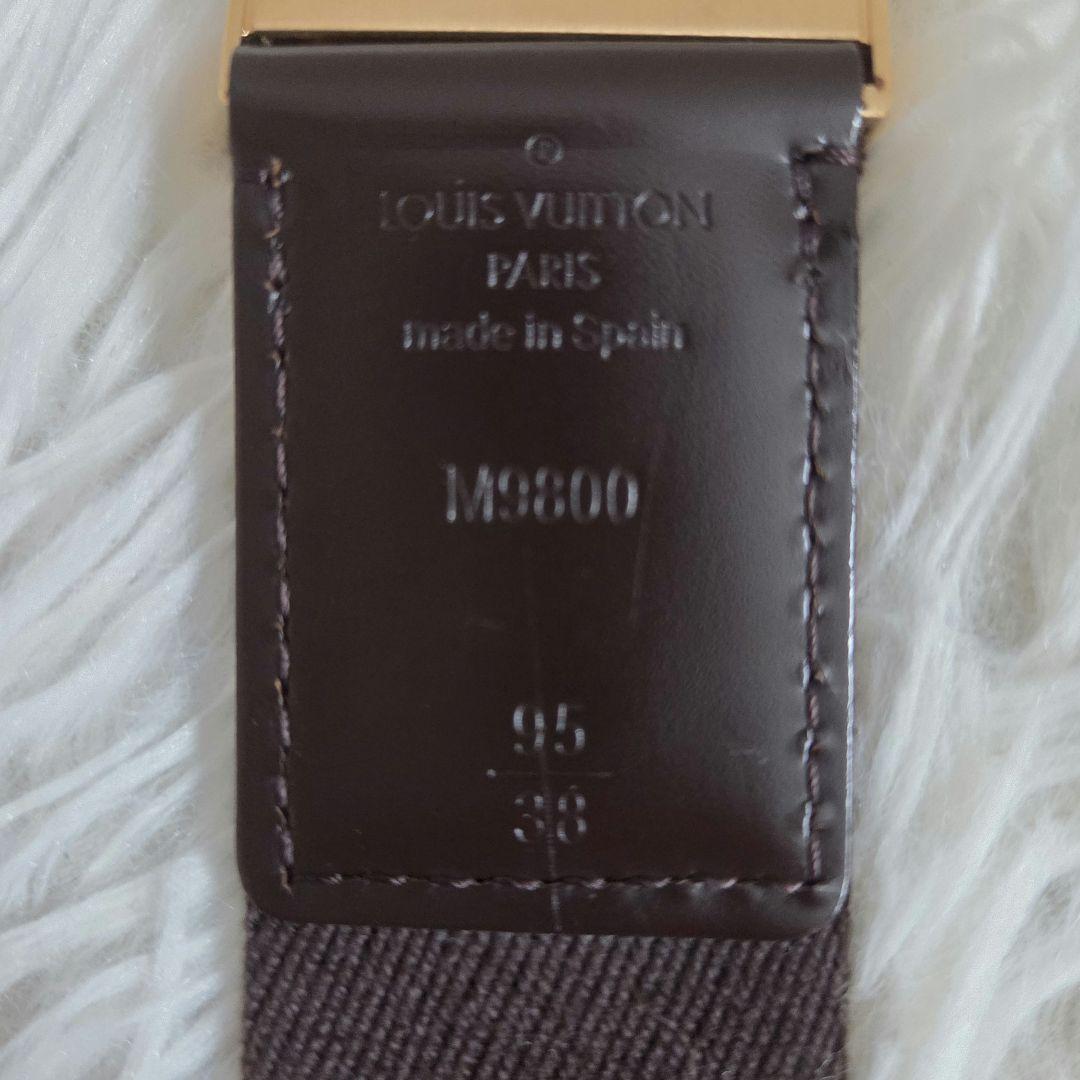 ®
LOUIS VUITTON
PARIS
made in Spain
M9800
95
38